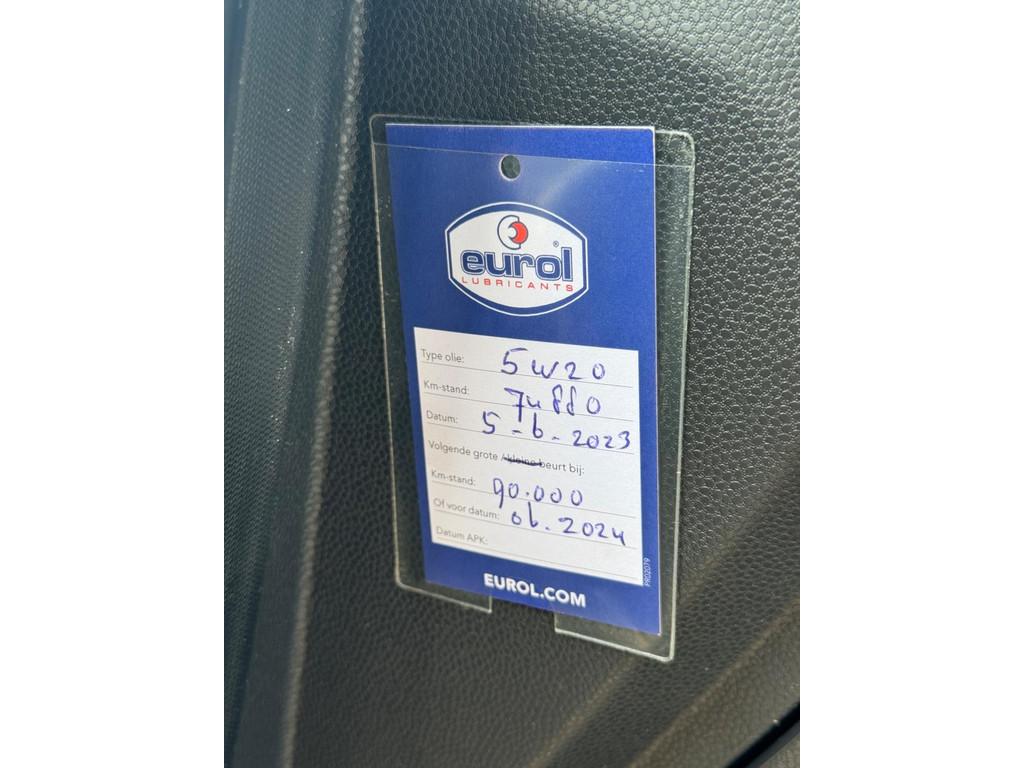 eurol®
LUBRICANTS
Type olie: 5W20
Km-stand: 74880
Datum: 5-6-2023
Volgende grote /kleine beurt bij:
Km-stand: 90.000
Of voor datum: 06.2024
Datum APK:
EUROL.COM
PR02079